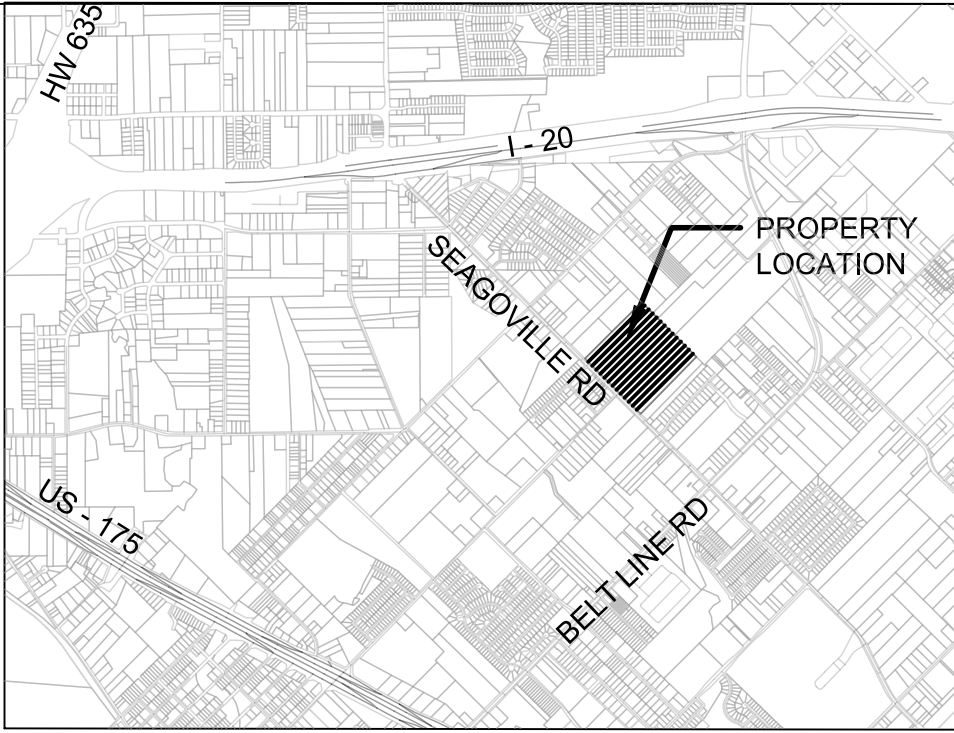 HW 635
I - 20
PROPERTY
LOCATION
SEAGOVILLE RD
US - 175
BELT LINE RD